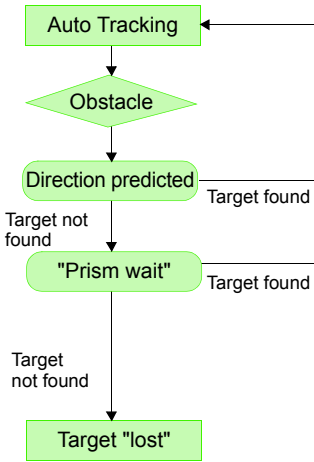 Auto Tracking
Obstacle
Direction predicted
Target found
Target not
found
"Prism wait"
Target found
Target
not found
Target "lost"